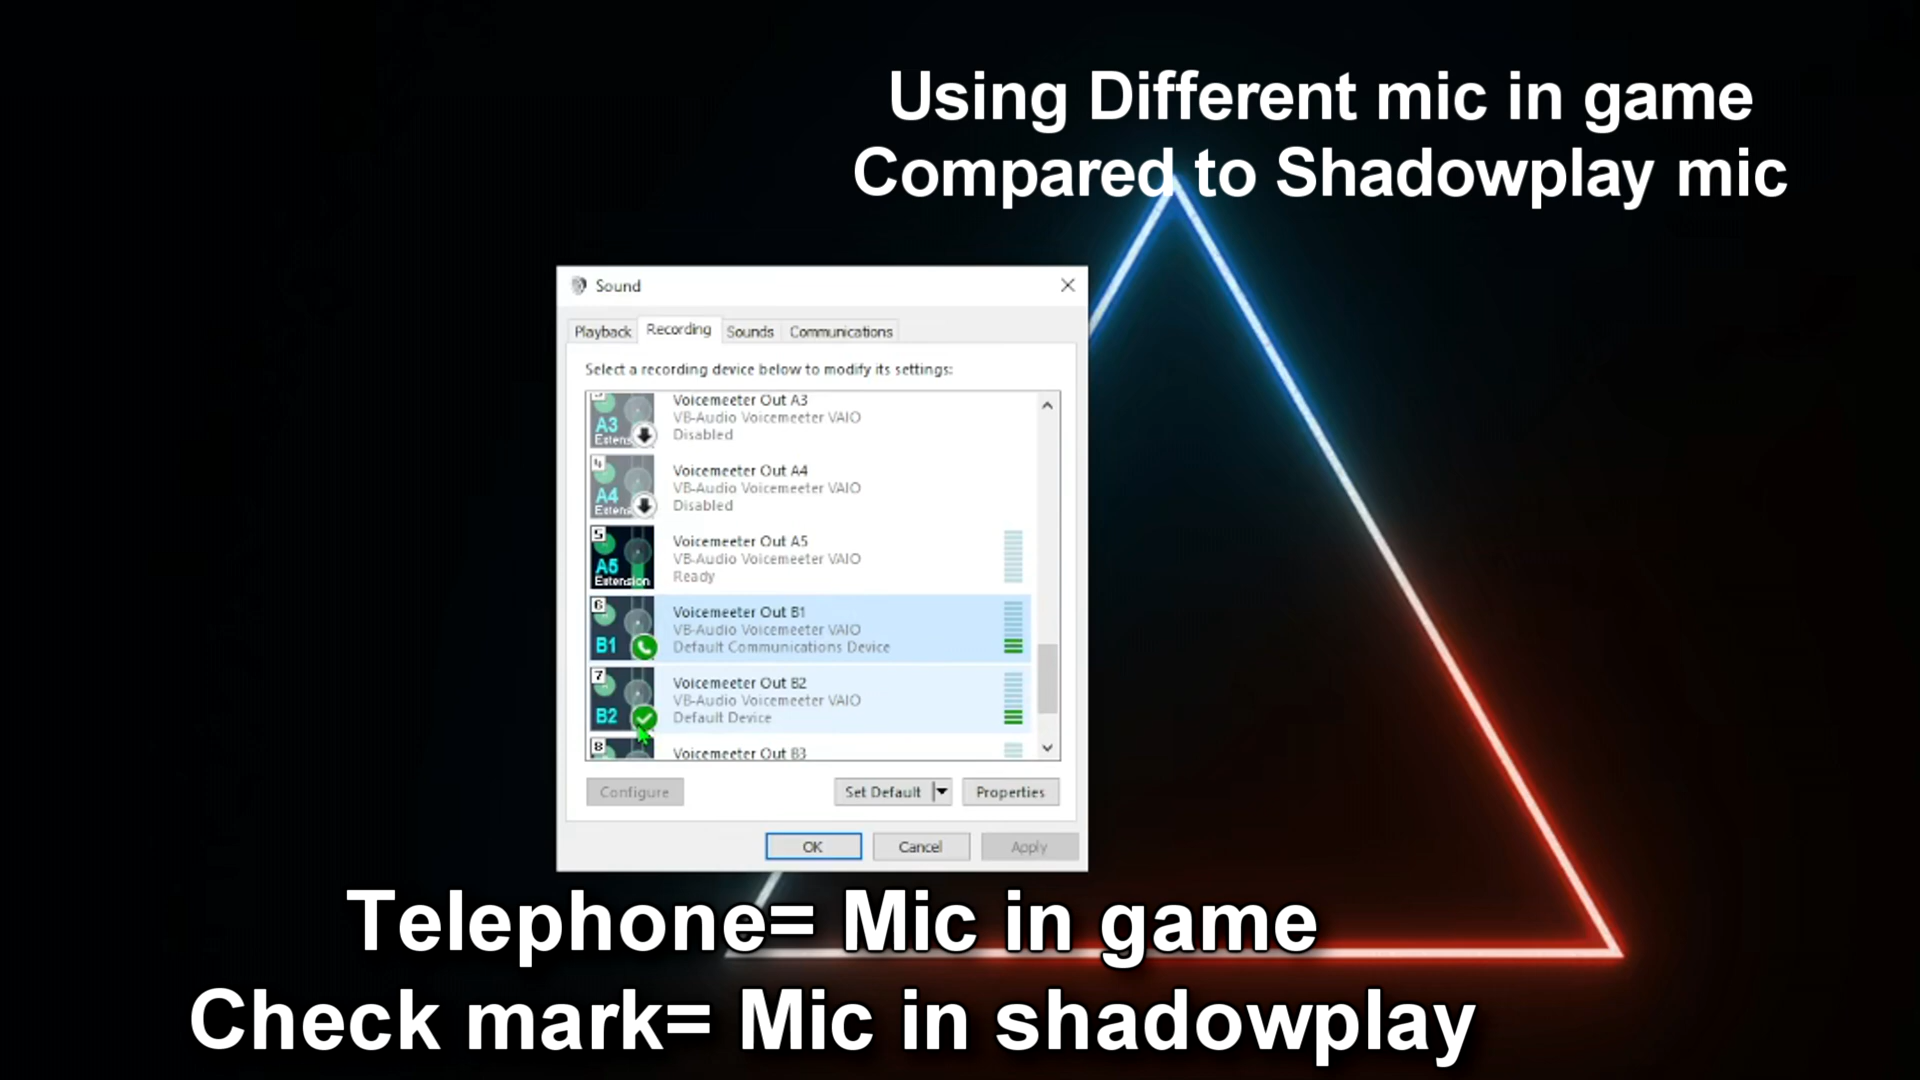 Using Different mic in game
Compared to Shadowplay mic
Sound
Playback Recording Sounds Communications
Select a recording device below to modify its settings:
A3
Extens
Voicemeeter Out A3
VB-Audio Voicemeeter VAIO
Disabled
4
A4
Extens
Voicemeeter Out A4
VB-Audio Voicemeeter VAIO
Disabled
5
A5
Extension
Voicemeeter Out A5
VB-Audio Voicemeeter VAIO
Ready
6
B1
Voicemeeter Out B1
VB-Audio Voicemeeter VAIO
Default Communications Device
7
B2
Voicemeeter Out B2
VB-Audio Voicemeeter VAIO
Default Device
8
Voicemeeter Out B3
Configure Set Default Properties
OK Cancel Apply
Telephone= Mic in game
Check mark= Mic in shadowplay